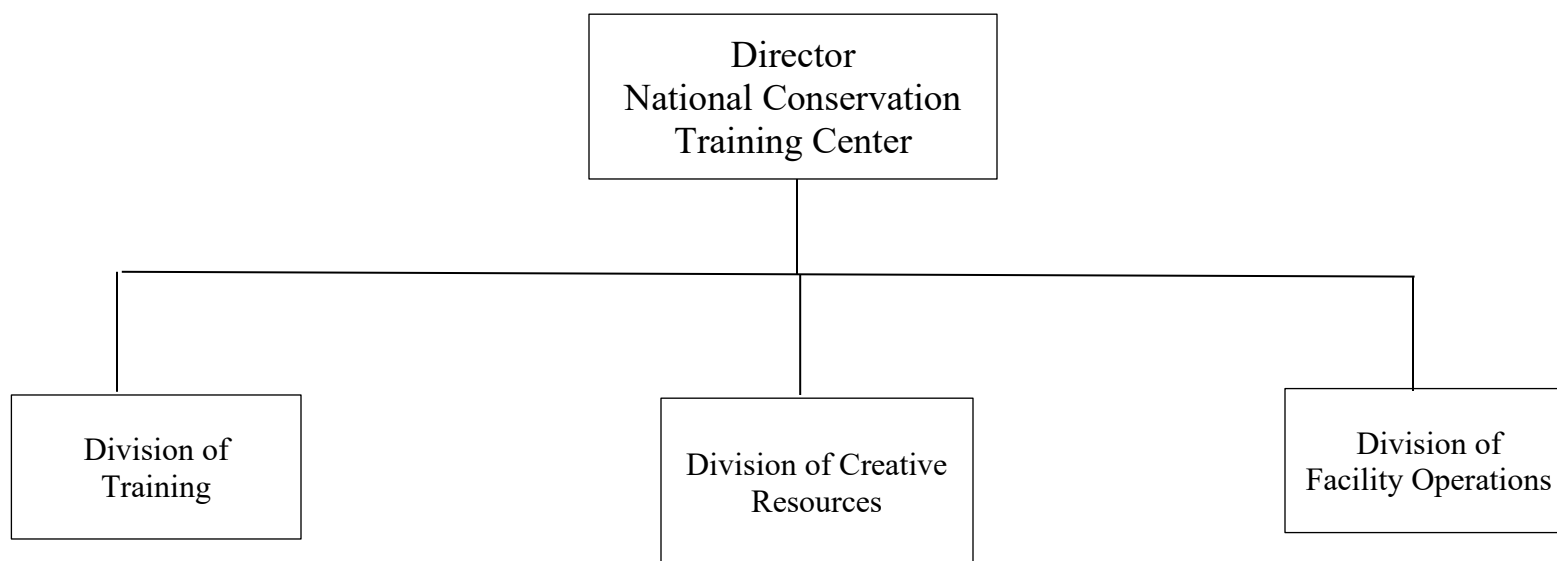 Director
National Conservation
Training Center
Division of
Training
Division of Creative
Resources
Division of
Facility Operations